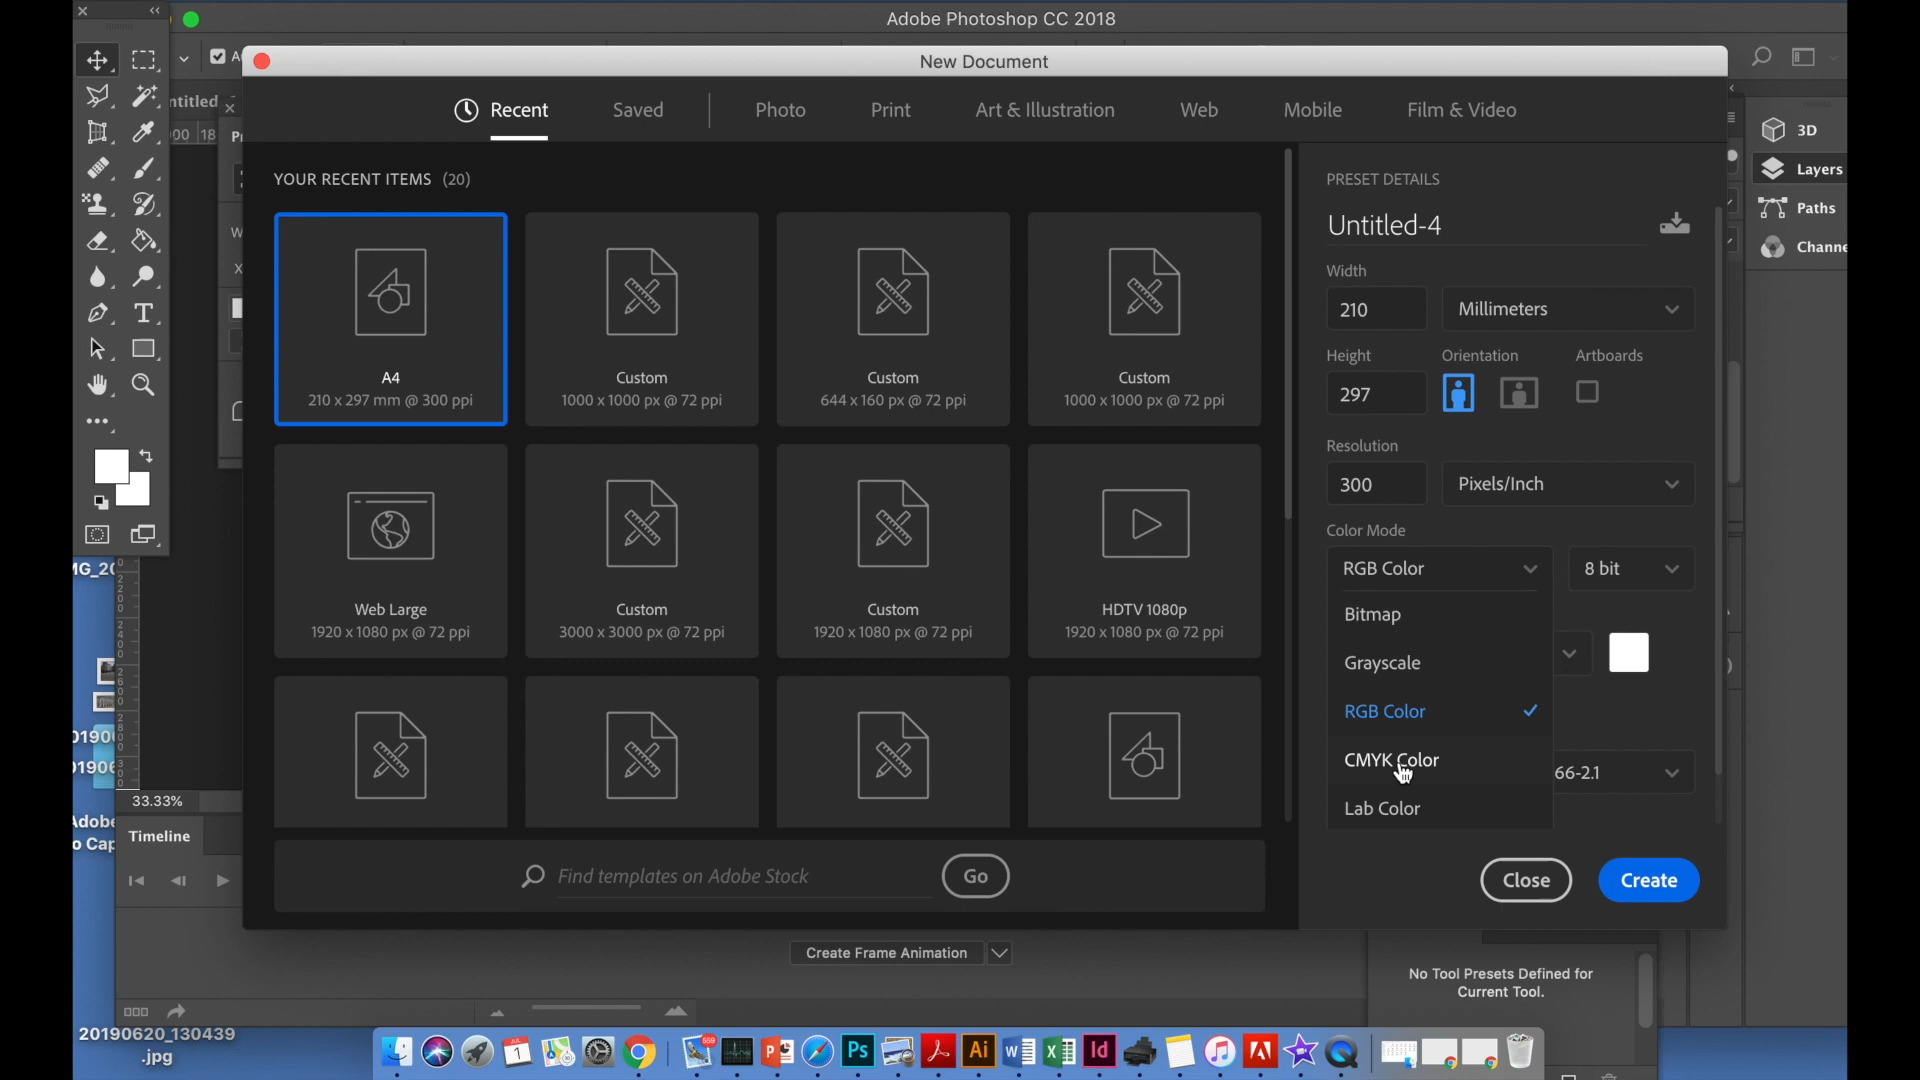 Adobe Photoshop CC 2018
New Document
Recent
Saved
Photo
Print
Art & Illustration
Web
Mobile
Film & Video
YOUR RECENT ITEMS (20)
A4
210 x 297 mm @ 300 ppi
Custom
1000 x 1000 px @ 72 ppi
Custom
644 x 160 px @ 72 ppi
Custom
1000 x 1000 px @ 72 ppi
Web Large
1920 x 1080 px @ 72 ppi
Custom
3000 x 3000 px @ 72 ppi
Custom
1920 x 1080 px @ 72 ppi
HDTV 1080p
1920 x 1080 px @ 72 ppi
Find templates on Adobe Stock
Go
PRESET DETAILS
Untitled-4
Width
210
Millimeters
Height
Orientation
Artboards
297
Resolution
300
Pixels/Inch
Color Mode
RGB Color
8 bit
Bitmap
Grayscale
RGB Color
CMYK Color
66-2.1
Lab Color
Close
Create
3D
Layers
Paths
Channe
33.33%
Timeline
Create Frame Animation
No Tool Presets Defined for
Current Tool.
20190620_130439
.jpg